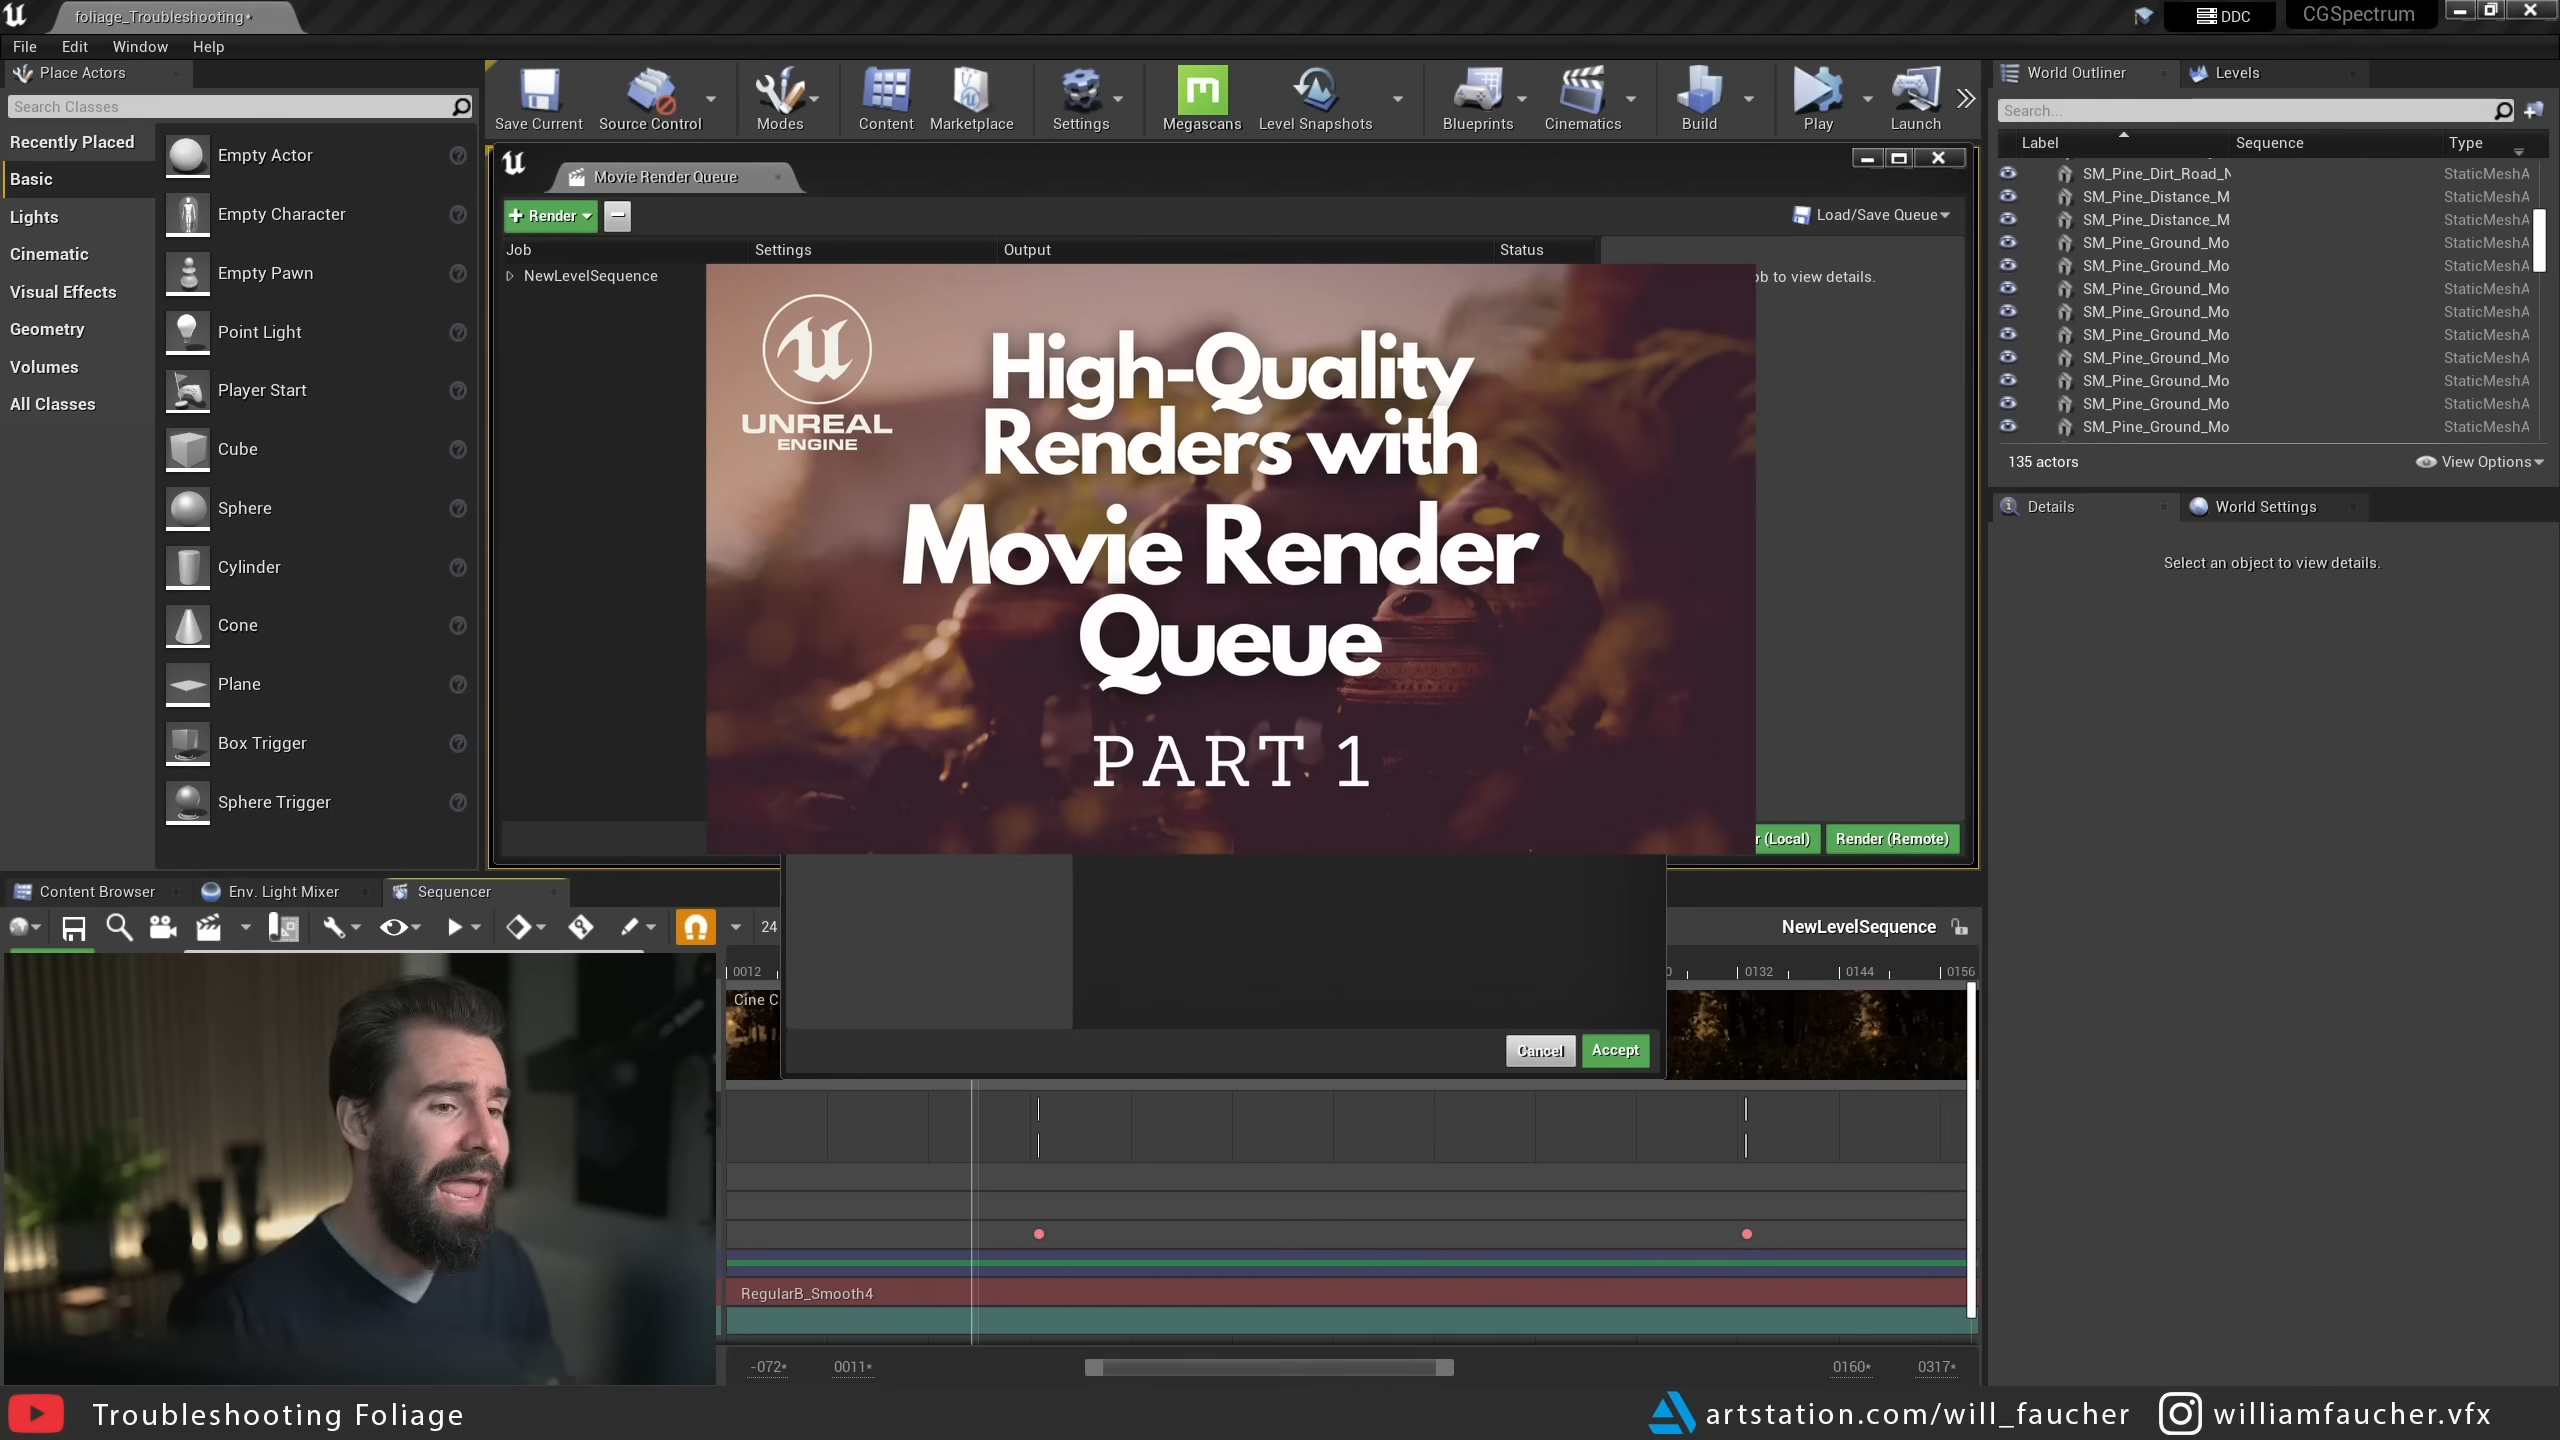 foliage_Troubleshooting*
DDC
CGSpectrum
File Edit Window Help
Place Actors
Search Classes
Recently Placed
Basic
Lights
Cinematic
Visual Effects
Geometry
Volumes
All Classes
Empty Actor
Empty Character
Empty Pawn
Point Light
Player Start
Cube
Sphere
Cylinder
Cone
Plane
Box Trigger
Sphere Trigger
Save Current
Source Control
Modes
Content
Marketplace
Settings
Megascans
Level Snapshots
Blueprints
Cinematics
Build
Play
Launch
Movie Render Queue
Render
Load/Save Queue
Job Settings Output Status
NewLevelSequence
ob to view details.
UNREAL
ENGINE
High-Quality
Renders with
Movie Render
Queue
PART 1
r (Local)
Render (Remote)
World Outliner
Levels
Search...
Label Sequence Type
SM_Pine_Dirt_Road_N StaticMeshA
SM_Pine_Distance_M StaticMeshA
SM_Pine_Distance_M StaticMeshA
SM_Pine_Ground_Mo StaticMeshA
SM_Pine_Ground_Mo StaticMeshA
SM_Pine_Ground_Mo StaticMeshA
SM_Pine_Ground_Mo StaticMeshA
SM_Pine_Ground_Mo StaticMeshA
SM_Pine_Ground_Mo StaticMeshA
SM_Pine_Ground_Mo StaticMeshA
SM_Pine_Ground_Mo StaticMeshA
SM_Pine_Ground_Mo StaticMeshA
135 actors
View Options
Details
World Settings
Select an object to view details.
Content Browser
Env. Light Mixer
Sequencer
24
NewLevelSequence
0012
0132 0144 0156
Cine C
Cancel
Accept
RegularB_Smooth4
-072* 0011* 0160* 0317*
Troubleshooting Foliage
artstation.com/will_faucher
williamfaucher.vfx